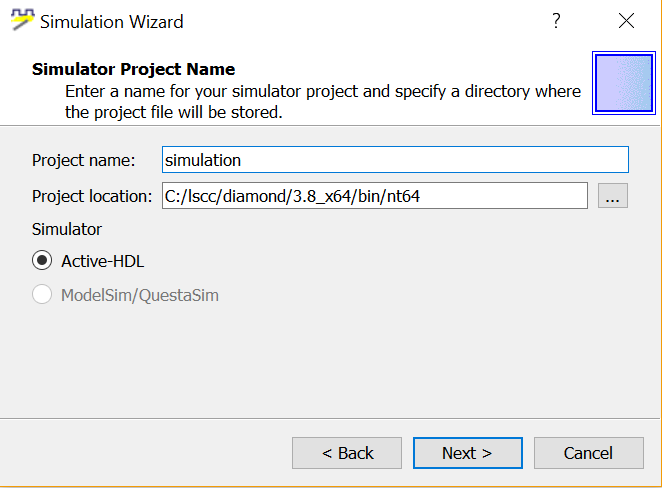 Simulation Wizard
?
Simulator Project Name
Enter a name for your simulator project and specify a directory where
the project file will be stored.
Project name: simulation
Project location: C:/lscc/diamond/3.8_x64/bin/nt64 ...
Simulator
Active-HDL
ModelSim/QuestaSim
< Back Next > Cancel